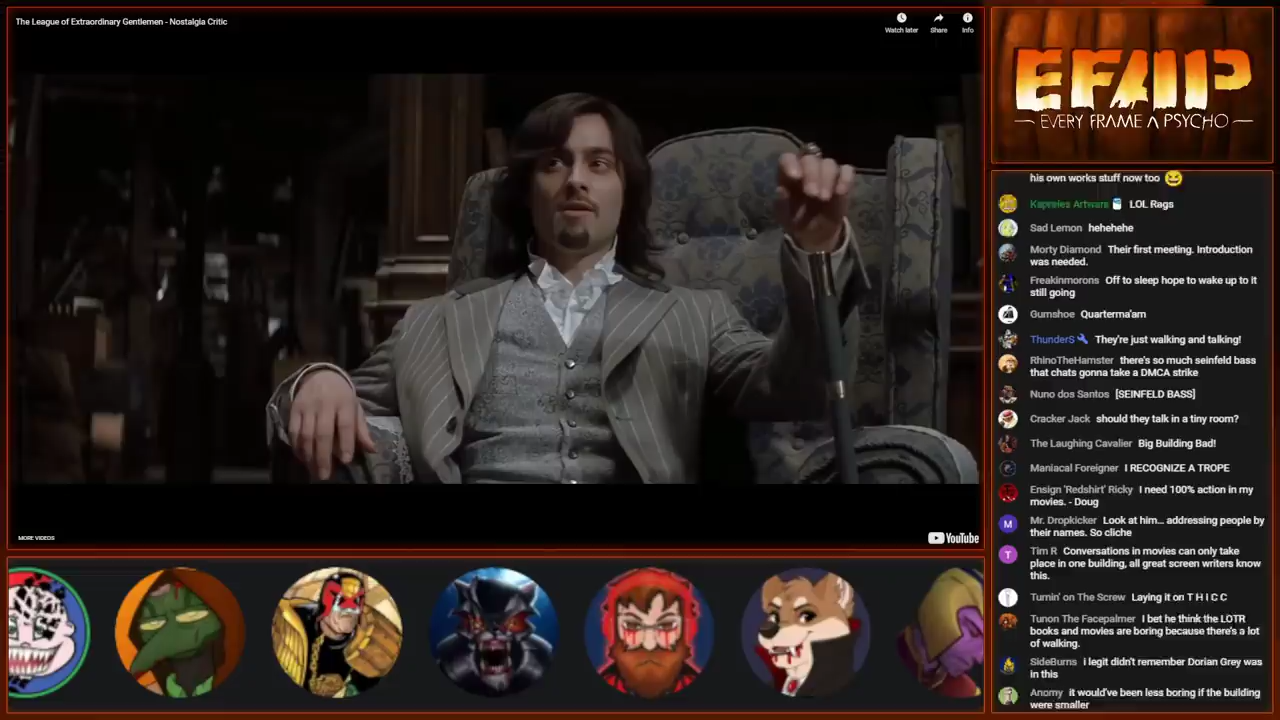 The League of Extraordinary Gentlemen - Nostalgia Critic
Watch later
Share
Info
MORE VIDEOS
YouTube
EFAP
EVERY FRAME A PSYCHO
his own works stuff now too 😆
Kapreles Artware LOL Rags
Sad Lemon hehehehe
Morty Diamond Their first meeting. Introduction
was needed.
Freakinmorons Off to sleep hope to wake up to it
still going
Gumshoe Quarterma'am
ThunderS They're just walking and talking!
RhinoTheHamster there's so much seinfeld bass
that chats gonna take a DMCA strike
Nuno dos Santos [SEINFELD BASS]
Cracker Jack should they talk in a tiny room?
The Laughing Cavalier Big Building Bad!
Maniacal Foreigner I RECOGNIZE A TROPE
Ensign 'Redshirt' Ricky I need 100% action in my
movies. - Doug
M
Mr. Dropkicker Look at him... addressing people by
their names. So cliche
T
Tim R Conversations in movies can only take
place in one building, all great screen writers know
this.
Turnin' on The Screw Laying it on T H I C C
Tunon The Facepalmer I bet he think the LOTR
books and movies are boring because there's a lot
of walking.
SideBurns i legit didn't remember Dorian Grey was
in this
Anomy it would've been less boring if the building
were smaller